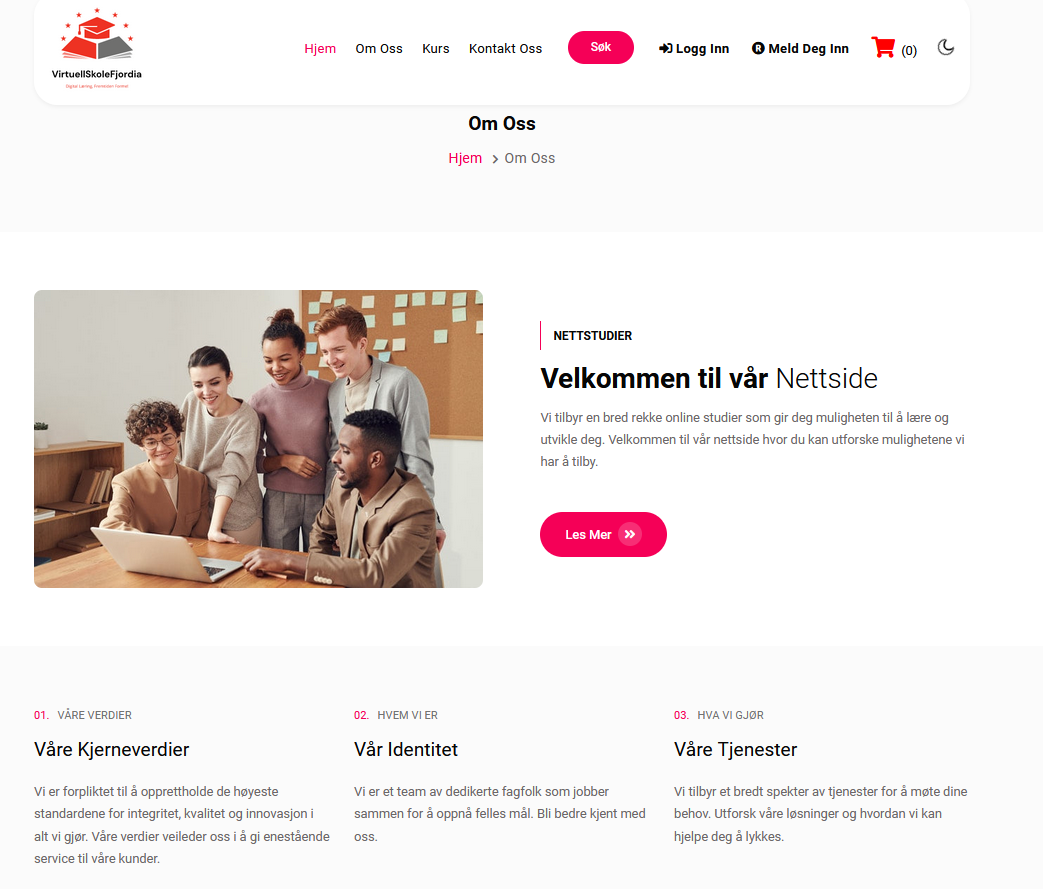 VirtuellSkoleFjordia
Digital Læring, Fremtiden Formet
Hjem
Om Oss
Kurs
Kontakt Oss
Søk
Logg Inn
Meld Deg Inn
(0)
Om Oss
Hjem > Om Oss
NETTSTUDIER
Velkommen til vår Nettside
Vi tilbyr en bred rekke online studier som gir deg muligheten til å lære og
utvikle deg. Velkommen til vår nettside hvor du kan utforske mulighetene vi
har å tilby.
Les Mer
01. VÅRE VERDIER
Våre Kjerneverdier
Vi er forpliktet til å opprettholde de høyeste
standardene for integritet, kvalitet og innovasjon i
alt vi gjør. Våre verdier veileder oss i å gi enestående
service til våre kunder.
02. HVEM VI ER
Vår Identitet
Vi er et team av dedikerte fagfolk som jobber
sammen for å oppnå felles mål. Bli bedre kjent med
oss.
03. HVA VI GJØR
Våre Tjenester
Vi tilbyr et bredt spekter av tjenester for å møte dine
behov. Utforsk våre løsninger og hvordan vi kan
hjelpe deg å lykkes.